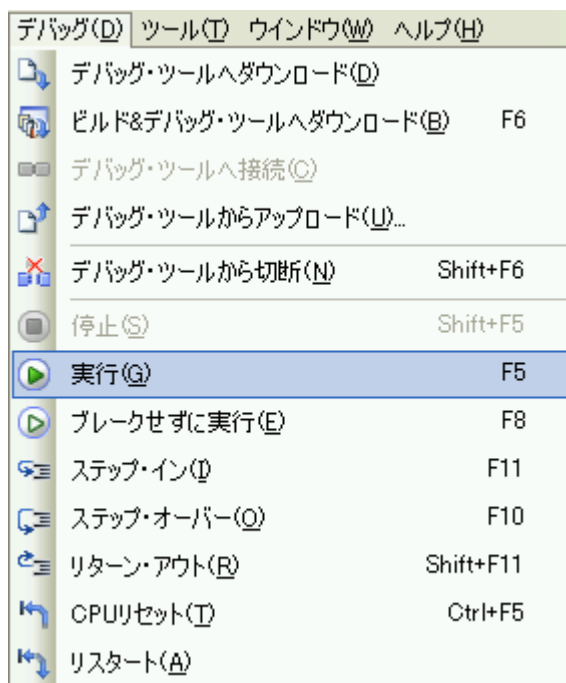 デバッグ(D) ツール(T) ウインドウ(W) ヘルプ(H)
デバッグ・ツールへダウンロード(D)
ビルド&デバッグ・ツールへダウンロード(B) F6
デバッグ・ツールへ接続(C)
デバッグ・ツールからアップロード(U)...
デバッグ・ツールから切断(N) Shift+F6
停止(S) Shift+F5
実行(G) F5
ブレークせずに実行(E) F8
ステップ・イン(I) F11
ステップ・オーバー(O) F10
リターン・アウト(R) Shift+F11
CPUリセット(T) Ctrl+F5
リスタート(A)